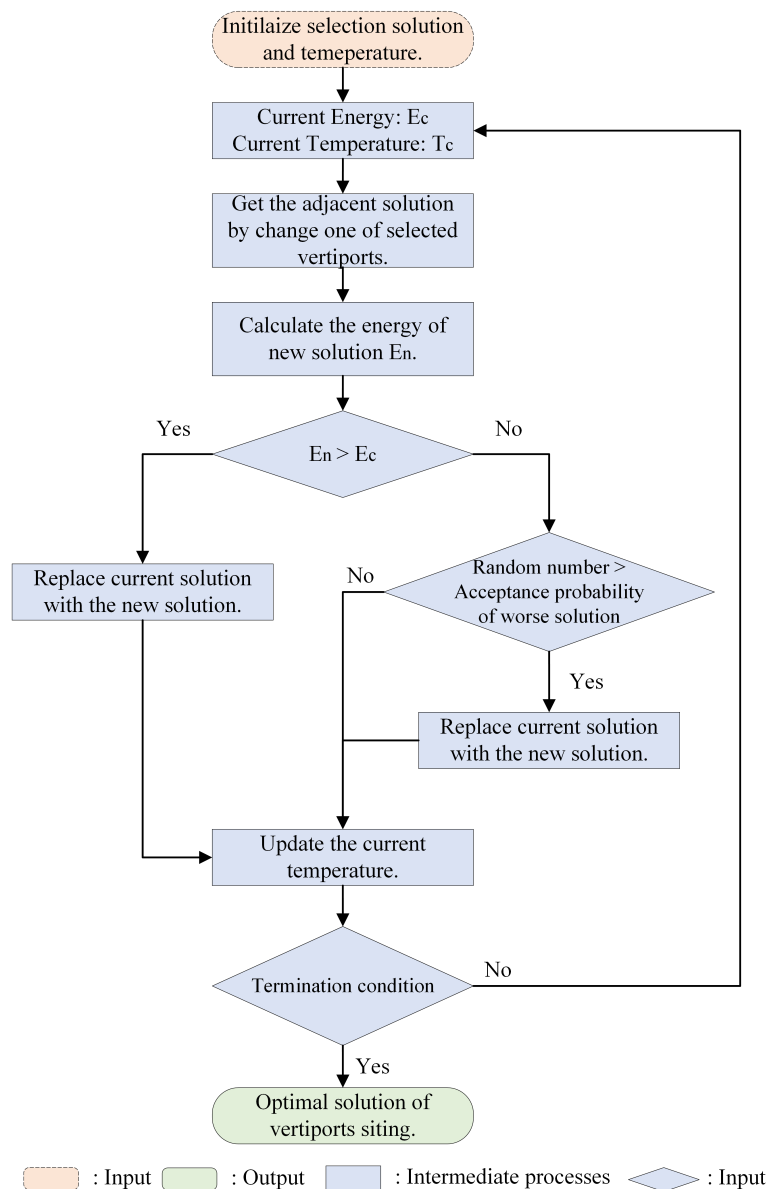 Initilaize selection solution
and temeperature.
Current Energy: Ec
Current Temperature: Tc
Get the adjacent solution
by change one of selected
vertiports.
Calculate the energy of
new solution En.
Yes
No
En > Ec
Replace current solution
with the new solution.
No
Random number >
Acceptance probability
of worse solution
Yes
Replace current solution
with the new solution.
Update the current
temperature.
Termination condition
No
Yes
Optimal solution of
vertiports siting.
: Input : Output : Intermediate processes : Input